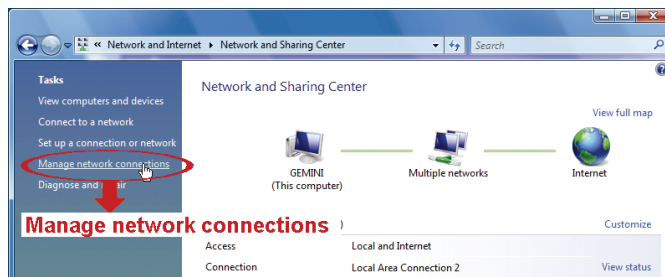 « Network and Internet ▸ Network and Sharing Center
Search
Tasks
View computers and devices
Connect to a network
Set up a connection or network
Manage network connections
Diagnose and
Manage network connections
Network and Sharing Center
View full map
GEMINI
(This computer)
Multiple networks
Internet
) Customize
Access Local and Internet
Connection Local Area Connection 2 View status